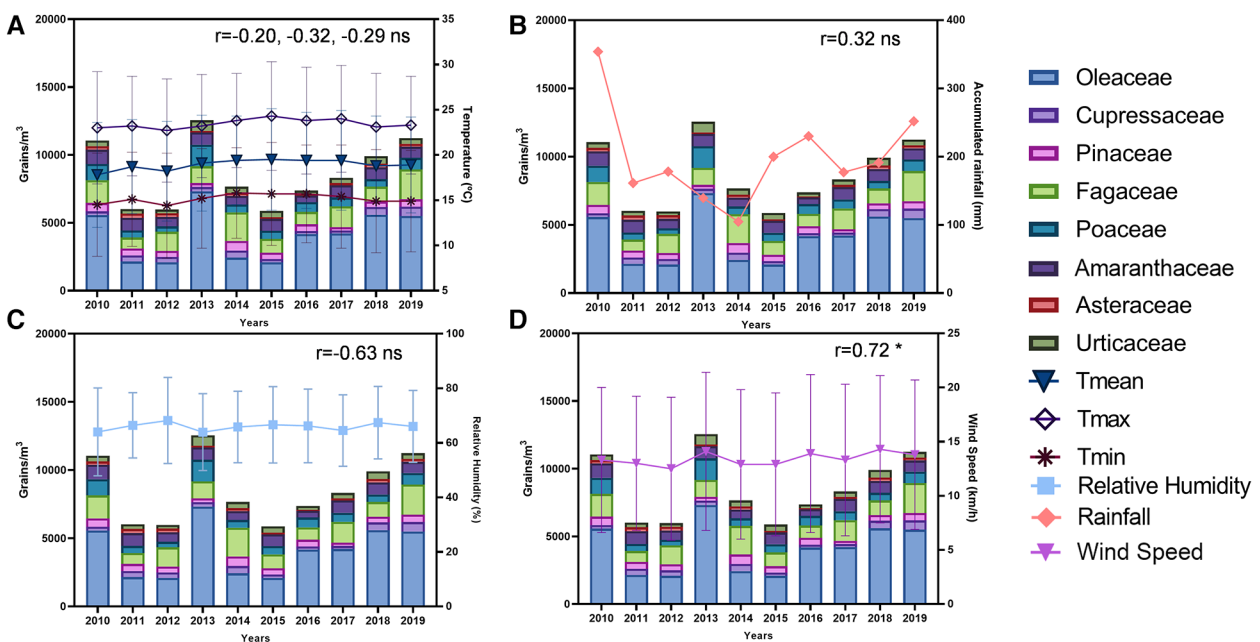 A
r=-0.20, -0.32, -0.29 ns
Grains/m³
20000
15000
10000
5000
0
Temperature (ºC)
35
30
25
20
15
10
5
2010 2011 2012 2013 2014 2015 2016 2017 2018 2019
Years
B
r=0.32 ns
Grains/m³
20000
15000
10000
5000
0
Accumulated rainfall (mm)
400
300
200
100
0
2010 2011 2012 2013 2014 2015 2016 2017 2018 2019
Years
C
r=-0.63 ns
Grains/m³
20000
15000
10000
5000
0
Relative Humidity (%)
100
80
60
40
20
0
2010 2011 2012 2013 2014 2015 2016 2017 2018 2019
Years
D
r=0.72 *
Grains/m³
20000
15000
10000
5000
0
Wind Speed (km/h)
25
20
15
10
5
0
2010 2011 2012 2013 2014 2015 2016 2017 2018 2019
Years
Oleaceae
Cupressaceae
Pinaceae
Fagaceae
Poaceae
Amaranthaceae
Asteraceae
Urticaceae
Tmean
Tmax
Tmin
Relative Humidity
Rainfall
Wind Speed